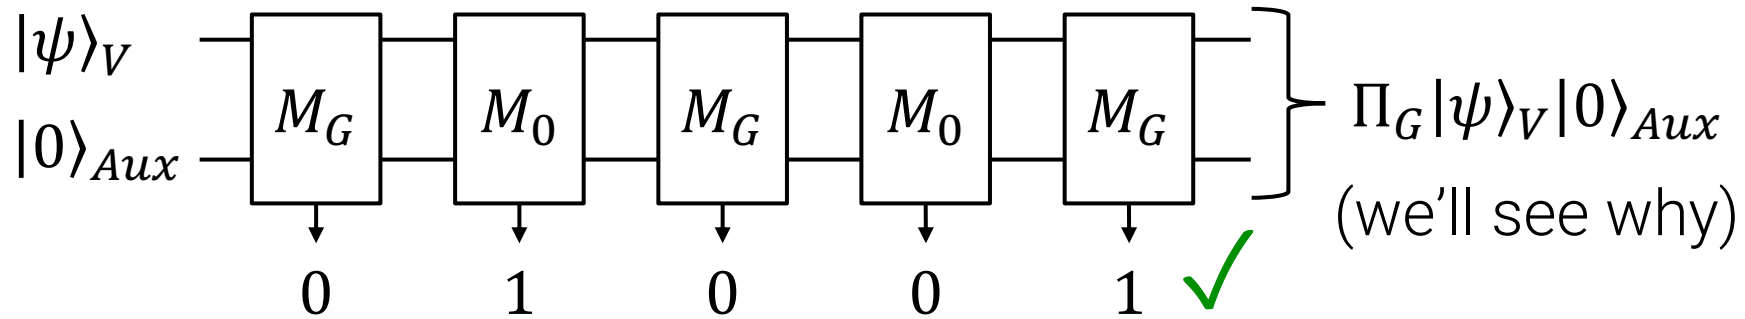 |ψ⟩_V
|0⟩_Aux
M_G M_0 M_G M_0 M_G
Π_G|ψ⟩_V|0⟩_Aux
(we'll see why)
0 1 0 0 1 ✓